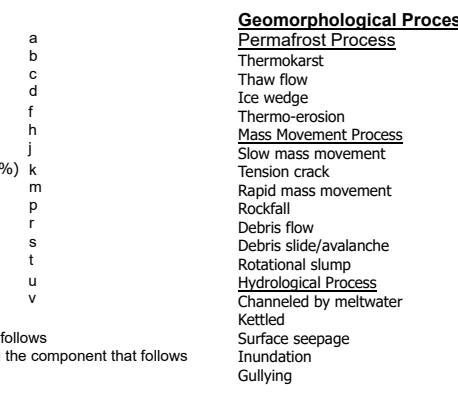 a
b
c
d
f
h
j
%) k
m
p
r
s
t
u
v
follows
the component that follows
Geomorphological Proces
Permafrost Process
Thermokarst
Thaw flow
Ice wedge
Thermo-erosion
Mass Movement Process
Slow mass movement
Tension crack
Rapid mass movement
Rockfall
Debris flow
Debris slide/avalanche
Rotational slump
Hydrological Process
Channeled by meltwater
Kettled
Surface seepage
Inundation
Gullying